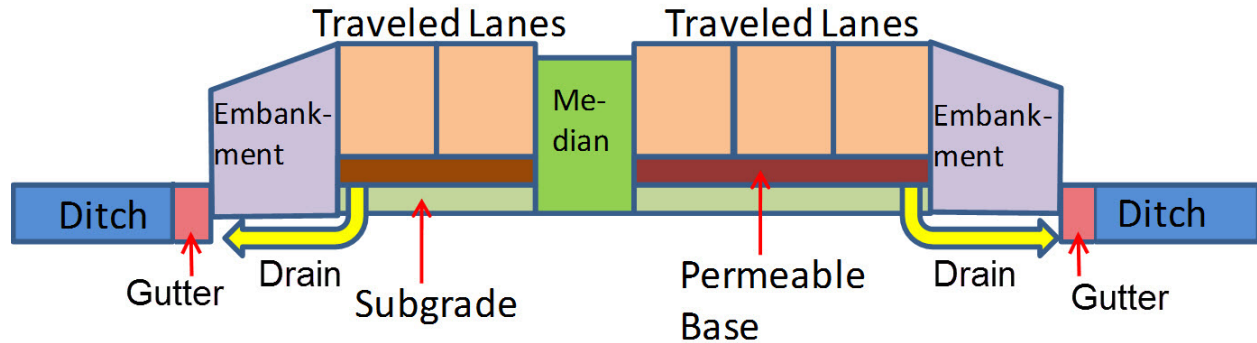 Traveled Lanes
Traveled Lanes
Embank-
ment
Me-
dian
Embank-
ment
Ditch
Ditch
Drain
Drain
Gutter
Subgrade
Permeable
Base
Gutter